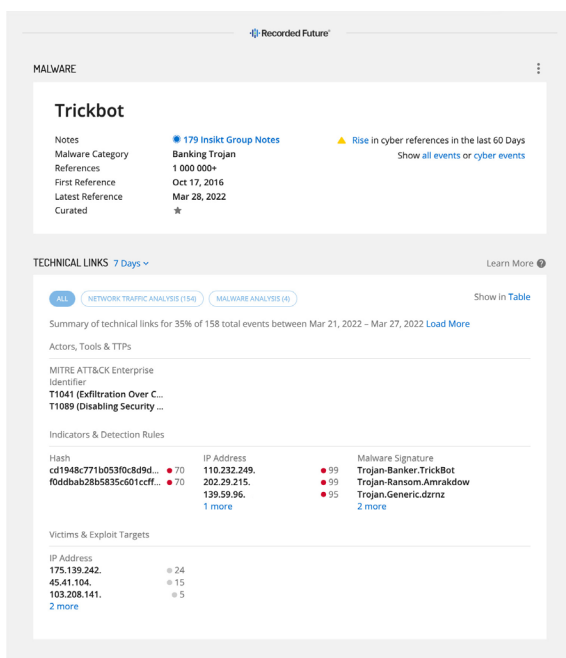 Recorded Future®
MALWARE
Trickbot
Notes 179 Insikt Group Notes
Malware Category Banking Trojan
References 1 000 000+
First Reference Oct 17, 2016
Latest Reference Mar 28, 2022
Curated
Rise in cyber references in the last 60 Days
Show all events or cyber events
TECHNICAL LINKS 7 Days
Learn More ?
ALL NETWORK TRAFFIC ANALYSIS (154) MALWARE ANALYSIS (4)
Show in Table
Summary of technical links for 35% of 158 total events between Mar 21, 2022 – Mar 27, 2022 Load More
Actors, Tools & TTPs
MITRE ATT&CK Enterprise
Identifier
T1041 (Exfiltration Over C...
T1089 (Disabling Security ...
Indicators & Detection Rules
Hash
cd1948c771b053f0c8d9d... 70
f0ddbab28b5835c601ccff... 70
IP Address
110.232.249. 99
202.29.215. 99
139.59.96. 95
1 more
Malware Signature
Trojan-Banker.TrickBot
Trojan-Ransom.Amrakdow
Trojan.Generic.dzrnz
2 more
Victims & Exploit Targets
IP Address
175.139.242. 24
45.41.104. 15
103.208.141. 5
2 more